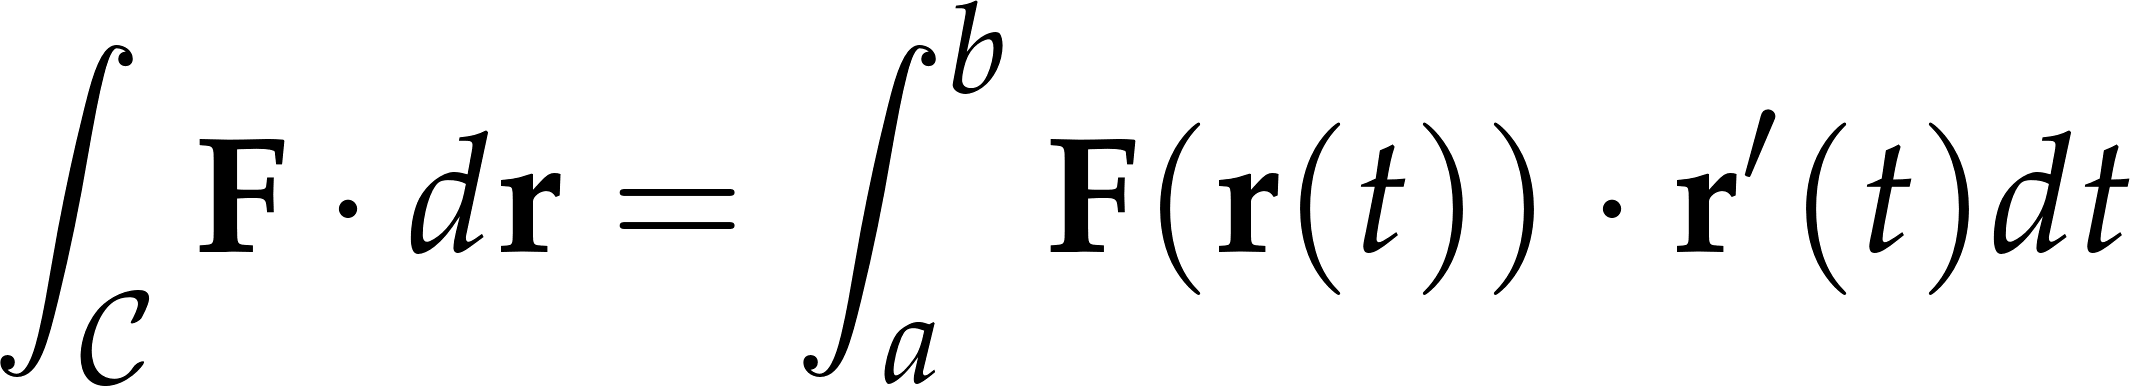 ∫_C 𝐅 · d𝐫 = ∫_a^b 𝐅(𝐫(t)) · 𝐫′(t)dt